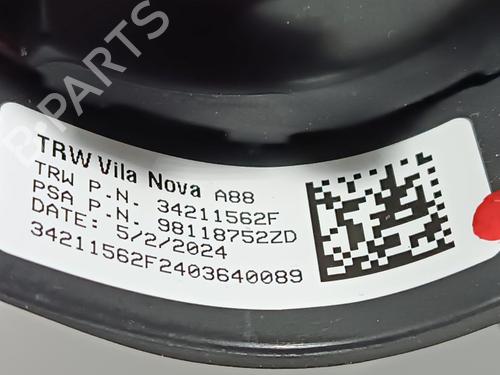 B-PARTS
TRW Vila Nova A88
TRW P.N. 34211562F
PSA P.N. 98118752ZD
DATE: 5/2/2024
34211562F2403640089